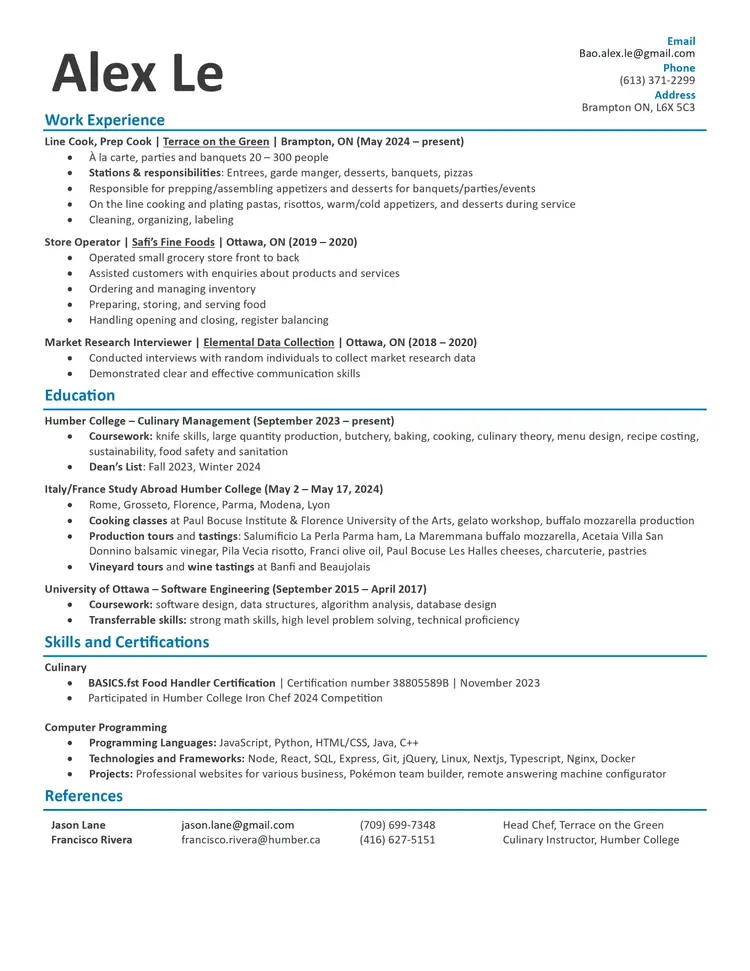 Alex Le
Email
Bao.alex.le@gmail.com
Phone
(613) 371-2299
Address
Brampton ON, L6X 5C3
Work Experience
Line Cook, Prep Cook | Terrace on the Green | Brampton, ON (May 2024 – present)
• À la carte, parties and banquets 20 – 300 people
• Stations & responsibilities: Entrees, garde manger, desserts, banquets, pizzas
• Responsible for prepping/assembling appetizers and desserts for banquets/parties/events
• On the line cooking and plating pastas, risottos, warm/cold appetizers, and desserts during service
• Cleaning, organizing, labeling
Store Operator | Safi's Fine Foods | Ottawa, ON (2019 – 2020)
• Operated small grocery store front to back
• Assisted customers with enquiries about products and services
• Ordering and managing inventory
• Preparing, storing, and serving food
• Handling opening and closing, register balancing
Market Research Interviewer | Elemental Data Collection | Ottawa, ON (2018 – 2020)
• Conducted interviews with random individuals to collect market research data
• Demonstrated clear and effective communication skills
Education
Humber College – Culinary Management (September 2023 – present)
• Coursework: knife skills, large quantity production, butchery, baking, cooking, culinary theory, menu design, recipe costing,
sustainability, food safety and sanitation
• Dean's List: Fall 2023, Winter 2024
Italy/France Study Abroad Humber College (May 2 – May 17, 2024)
• Rome, Grosseto, Florence, Parma, Modena, Lyon
• Cooking classes at Paul Bocuse Institute & Florence University of the Arts, gelato workshop, buffalo mozzarella production
• Production tours and tastings: Salumificio La Perla Parma ham, La Maremmana buffalo mozzarella, Acetaia Villa San
Donnino balsamic vinegar, Pila Vecia risotto, Franci olive oil, Paul Bocuse Les Halles cheeses, charcuterie, pastries
• Vineyard tours and wine tastings at Banfi and Beaujolais
University of Ottawa – Software Engineering (September 2015 – April 2017)
• Coursework: software design, data structures, algorithm analysis, database design
• Transferrable skills: strong math skills, high level problem solving, technical proficiency
Skills and Certifications
Culinary
• BASICS.fst Food Handler Certification | Certification number 38805589B | November 2023
• Participated in Humber College Iron Chef 2024 Competition
Computer Programming
• Programming Languages: JavaScript, Python, HTML/CSS, Java, C++
• Technologies and Frameworks: Node, React, SQL, Express, Git, jQuery, Linux, Nextjs, Typescript, Nginx, Docker
• Projects: Professional websites for various business, Pokémon team builder, remote answering machine configurator
References
Jason Lane jason.lane@gmail.com (709) 699-7348 Head Chef, Terrace on the Green
Francisco Rivera francisco.rivera@humber.ca (416) 627-5151 Culinary Instructor, Humber College